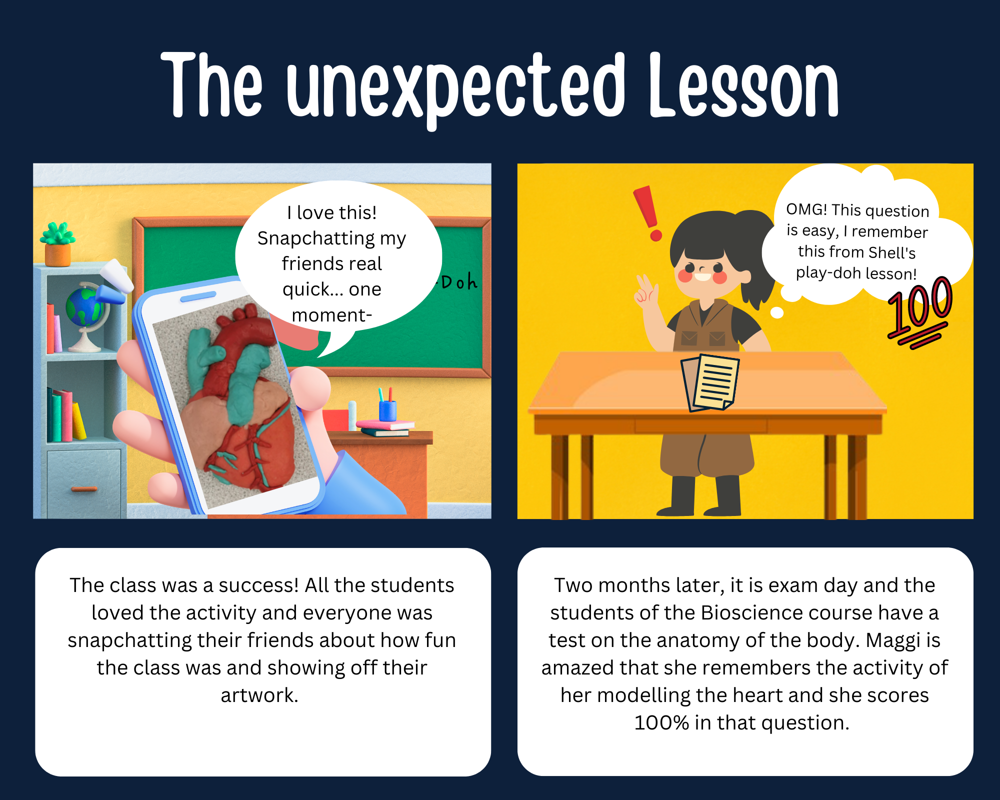 The unexpected Lesson
I love this!
Snapchatting my
friends real
quick... one
moment-
-Doh
OMG! This question
is easy, I remember
this from Shell's
play-doh lesson!
100
The class was a success! All the students
loved the activity and everyone was
snapchatting their friends about how fun
the class was and showing off their
artwork.
Two months later, it is exam day and the
students of the Bioscience course have a
test on the anatomy of the body. Maggi is
amazed that she remembers the activity of
her modelling the heart and she scores
100% in that question.